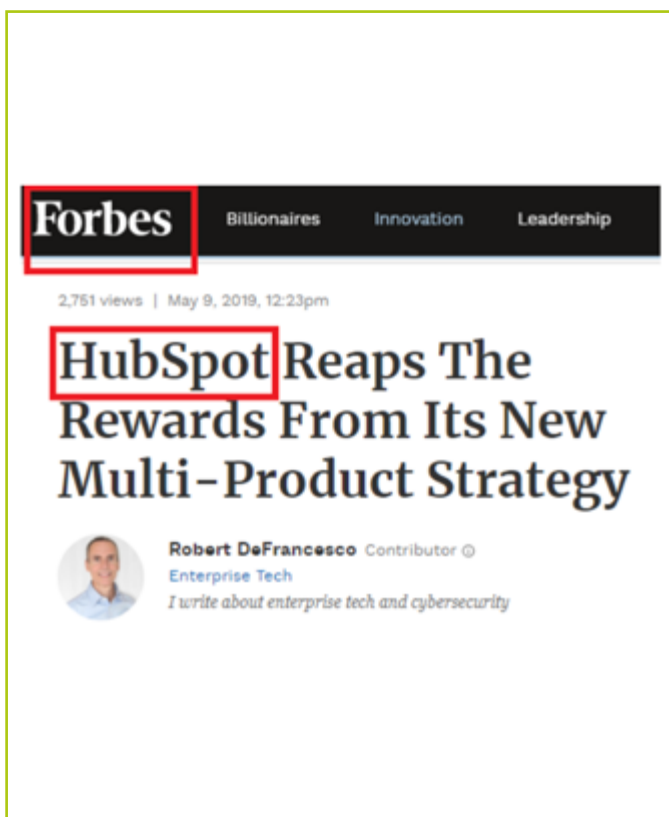 Forbes Billionaires Innovation Leadership
2,751 views | May 9, 2019, 12:23pm
HubSpot Reaps The
Rewards From Its New
Multi-Product Strategy
Robert DeFrancesco Contributor
Enterprise Tech
I write about enterprise tech and cybersecurity